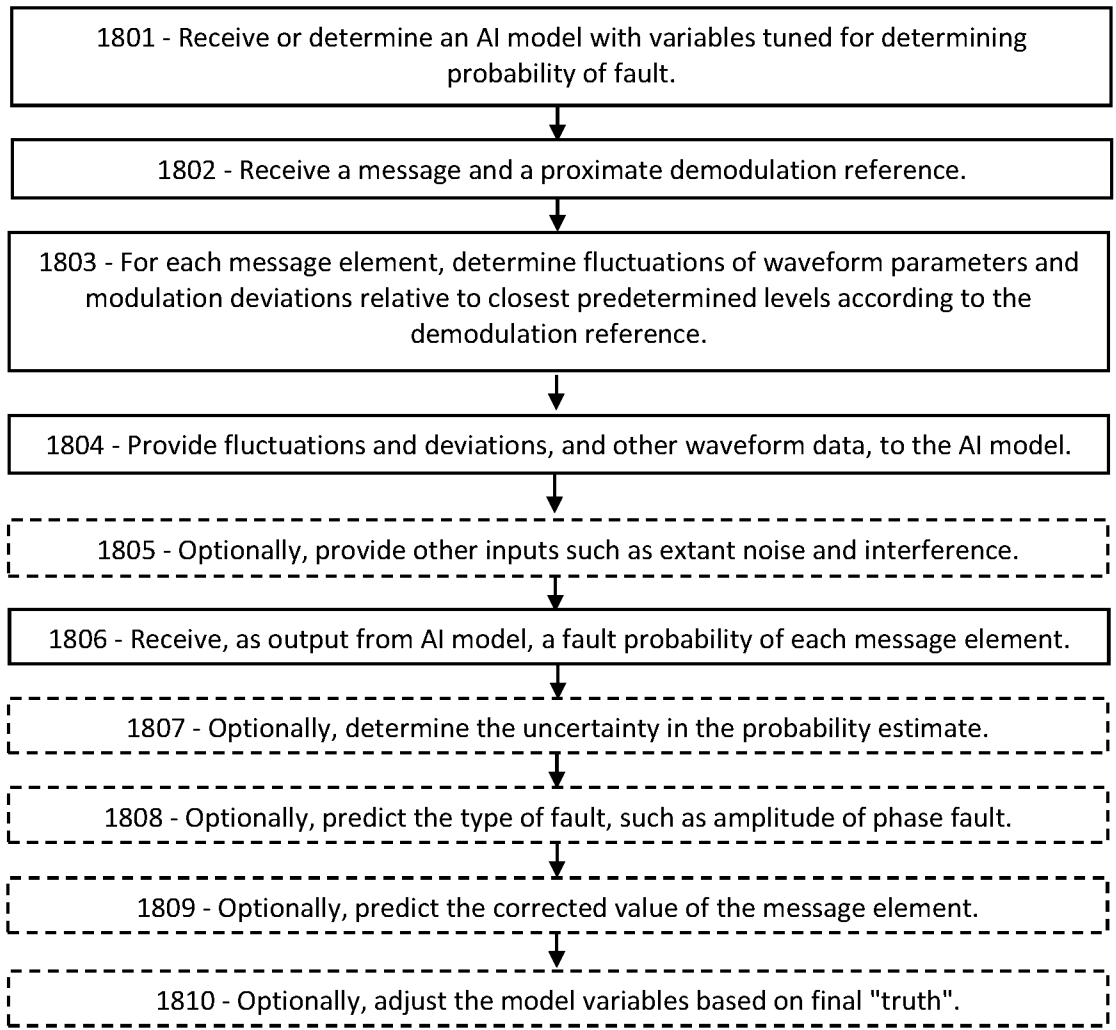 1801 - Receive or determine an AI model with variables tuned for determining
probability of fault.
1802 - Receive a message and a proximate demodulation reference.
1803 - For each message element, determine fluctuations of waveform parameters and
modulation deviations relative to closest predetermined levels according to the
demodulation reference.
1804 - Provide fluctuations and deviations, and other waveform data, to the AI model.
1805 - Optionally, provide other inputs such as extant noise and interference.
1806 - Receive, as output from AI model, a fault probability of each message element.
1807 - Optionally, determine the uncertainty in the probability estimate.
1808 - Optionally, predict the type of fault, such as amplitude of phase fault.
1809 - Optionally, predict the corrected value of the message element.
1810 - Optionally, adjust the model variables based on final "truth".